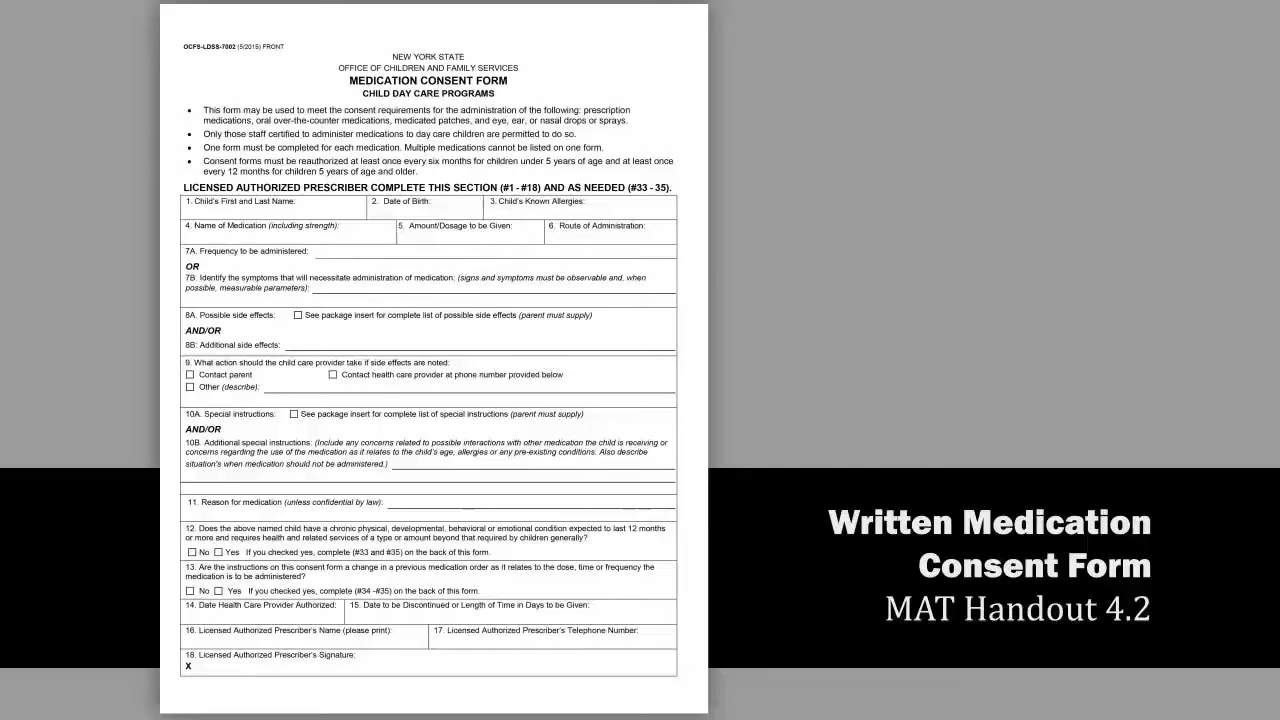 OCFS-LDSS-7002 (5/2015) FRONT
NEW YORK STATE
OFFICE OF CHILDREN AND FAMILY SERVICES
MEDICATION CONSENT FORM
CHILD DAY CARE PROGRAMS
• This form may be used to meet the consent requirements for the administration of the following: prescription
medications, oral over-the-counter medications, medicated patches, and eye, ear, or nasal drops or sprays.
• Only those staff certified to administer medications to day care children are permitted to do so.
• One form must be completed for each medication. Multiple medications cannot be listed on one form.
• Consent forms must be reauthorized at least once every six months for children under 5 years of age and at least once
every 12 months for children 5 years of age and older.
LICENSED AUTHORIZED PRESCRIBER COMPLETE THIS SECTION (#1 - #18) AND AS NEEDED (#33 - 35).
1. Child's First and Last Name: 2. Date of Birth: 3. Child's Known Allergies:
4. Name of Medication (including strength): 5. Amount/Dosage to be Given: 6. Route of Administration:
7A. Frequency to be administered:
OR
7B. Identify the symptoms that will necessitate administration of medication: (signs and symptoms must be observable and, when
possible, measurable parameters):
8A. Possible side effects: See package insert for complete list of possible side effects (parent must supply)
AND/OR
8B: Additional side effects:
9. What action should the child care provider take if side effects are noted:
Contact parent Contact health care provider at phone number provided below
Other (describe):
10A. Special instructions: See package insert for complete list of special instructions (parent must supply)
AND/OR
10B. Additional special instructions: (Include any concerns related to possible interactions with other medication the child is receiving or
concerns regarding the use of the medication as it relates to the child's age, allergies or any pre-existing conditions. Also describe
situation's when medication should not be administered.)
11. Reason for medication (unless confidential by law):
12. Does the above named child have a chronic physical, developmental, behavioral or emotional condition expected to last 12 months
or more and requires health and related services of a type or amount beyond that required by children generally?
No Yes If you checked yes, complete (#33 and #35) on the back of this form.
13. Are the instructions on this consent form a change in a previous medication order as it relates to the dose, time or frequency the
medication is to be administered?
No Yes If you checked yes, complete (#34 -#35) on the back of this form.
14. Date Health Care Provider Authorized: 15. Date to be Discontinued or Length of Time in Days to be Given:
16. Licensed Authorized Prescriber's Name (please print): 17. Licensed Authorized Prescriber's Telephone Number:
18. Licensed Authorized Prescriber's Signature:
X
Written Medication
Consent Form
MAT Handout 4.2